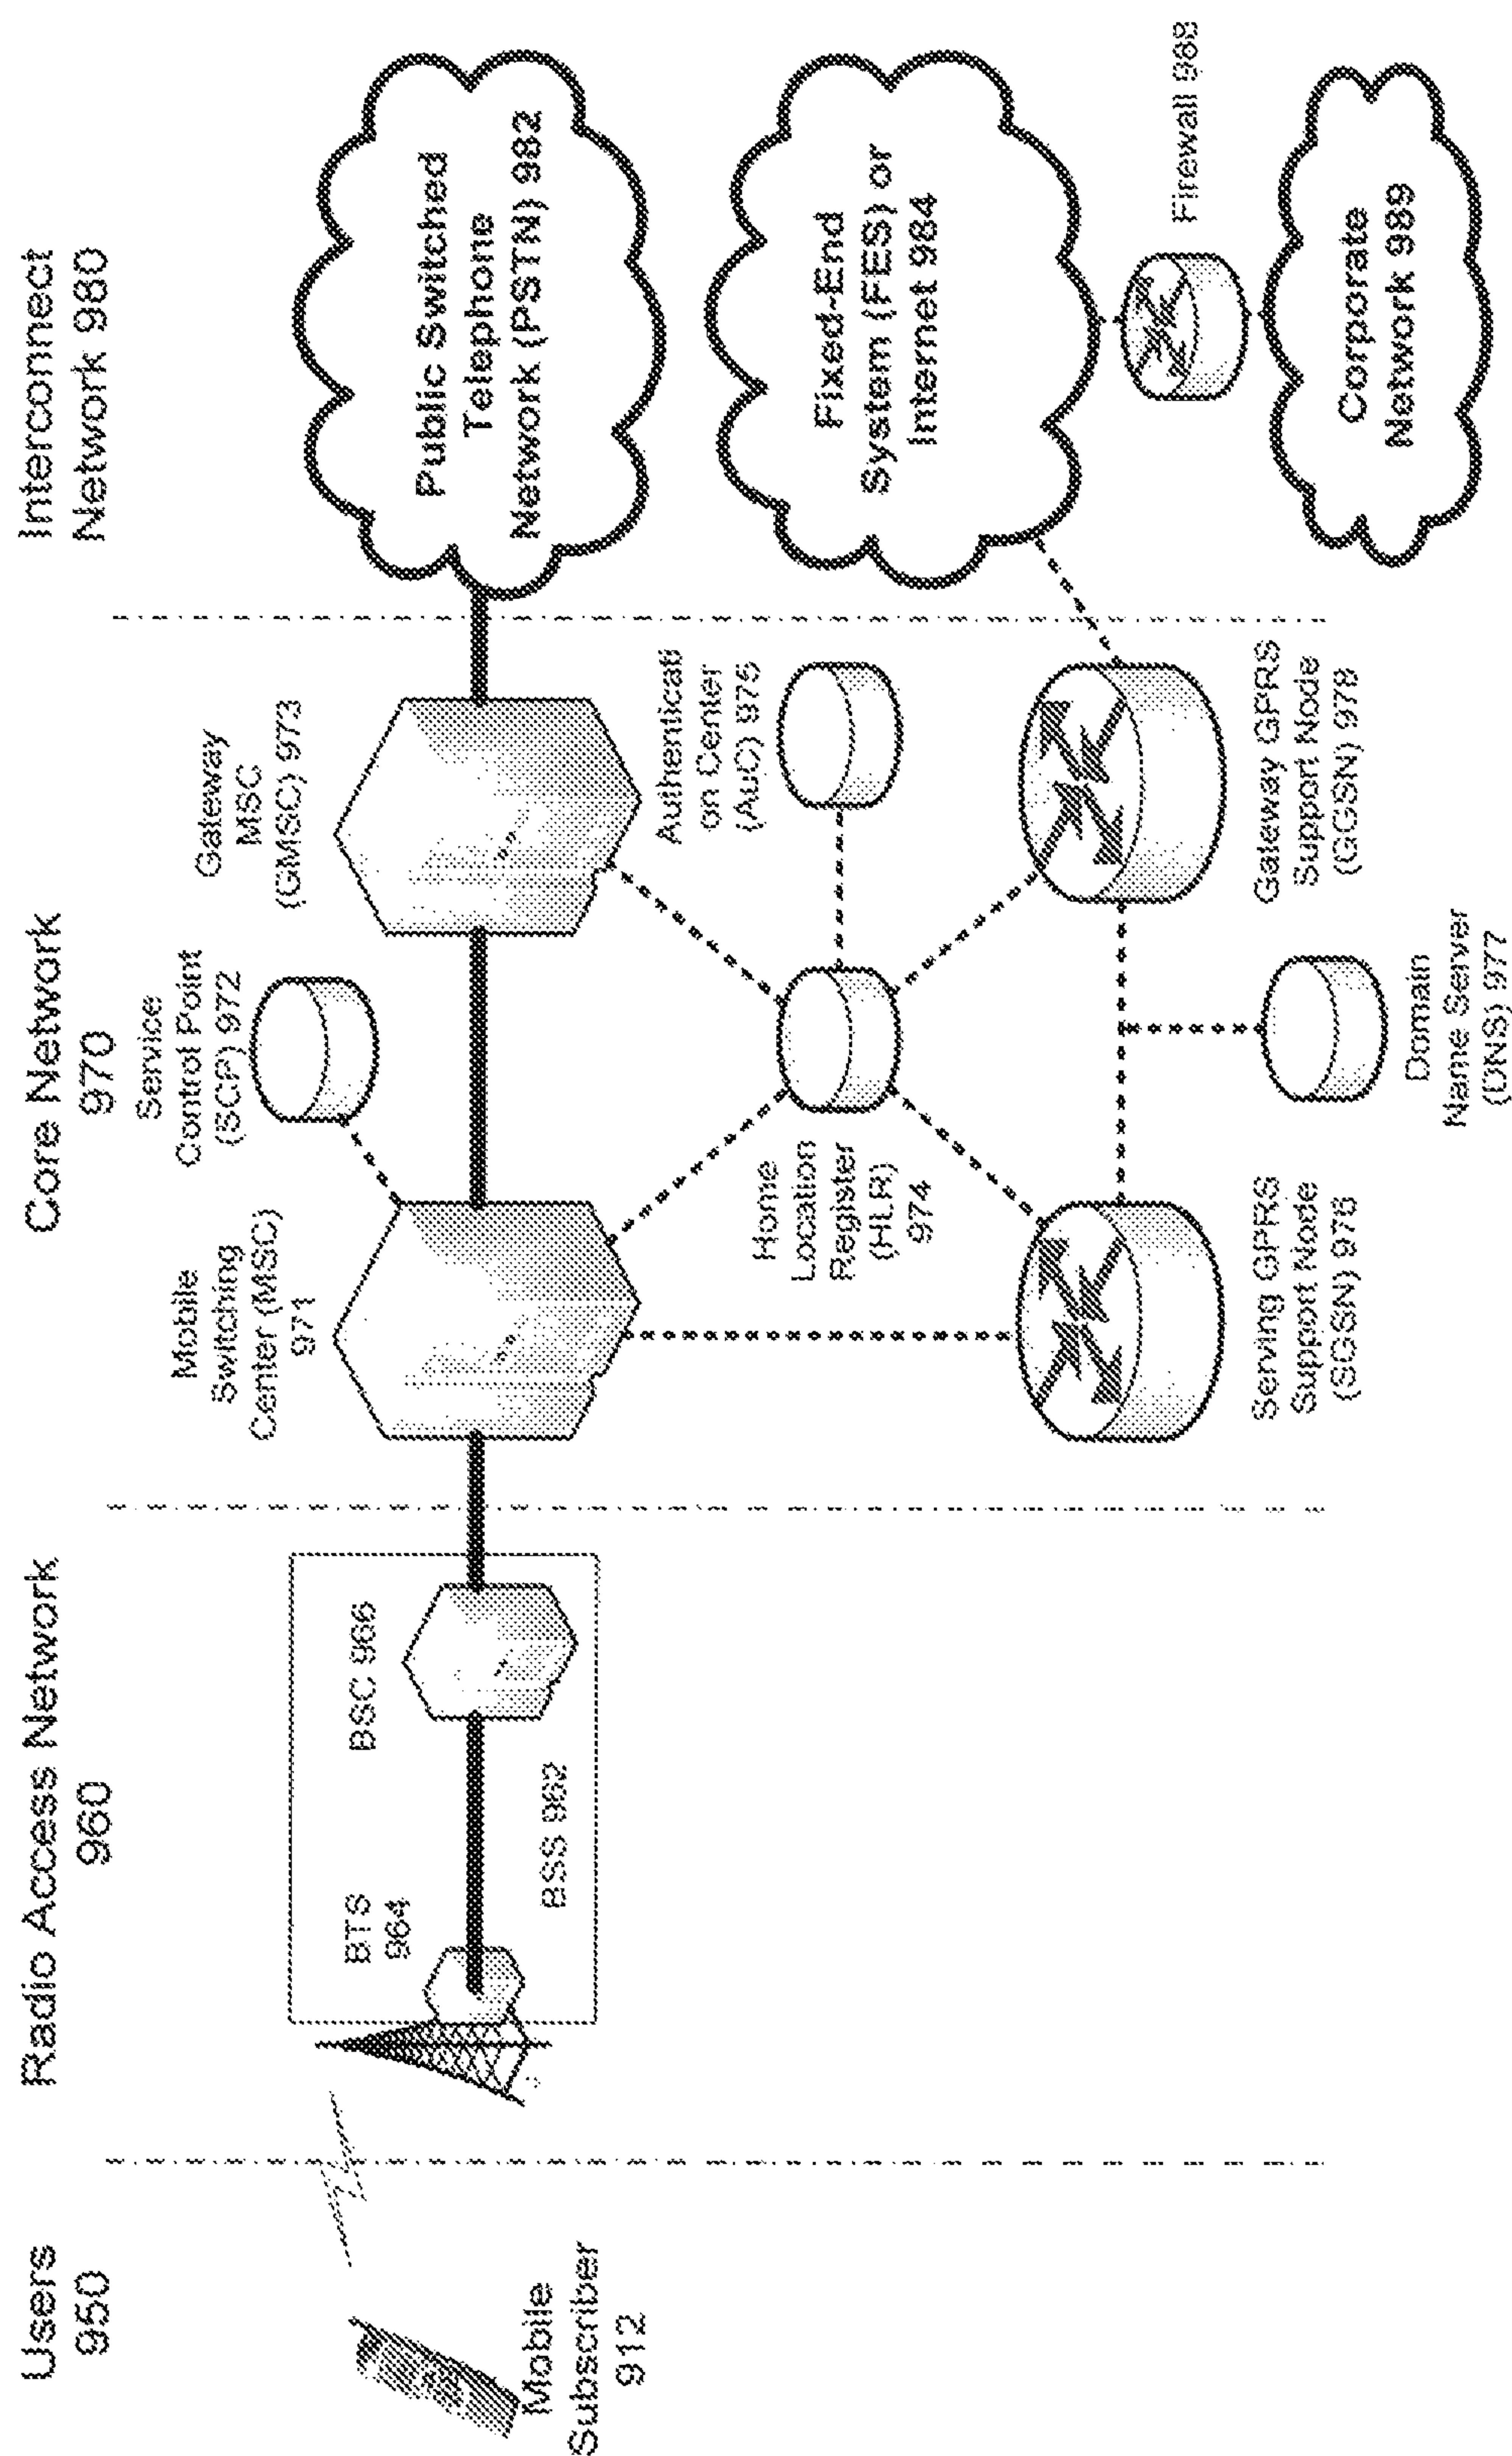 Users
950
Radio Access Network
960
Core Network
970
Interconnect
Network 980
Mobile
Subscriber
912
BTS
964
BSC 966
BSS 962
Mobile
Switching
Center (MSC)
971
Service
Control Point
(SCP) 972
Gateway
MSC
(GMSC) 973
Home
Location
Register
(HLR)
974
Authenticati
on Center
(AuC) 975
Serving GPRS
Support Node
(SGSN) 976
Domain
Name Server
(DNS) 977
Gateway GPRS
Support Node
(GGSN) 978
Public Switched
Telephone
Network (PSTN) 982
Fixed-End
System (FES) or
Internet 984
Firewall 988
Corporate
Network 989